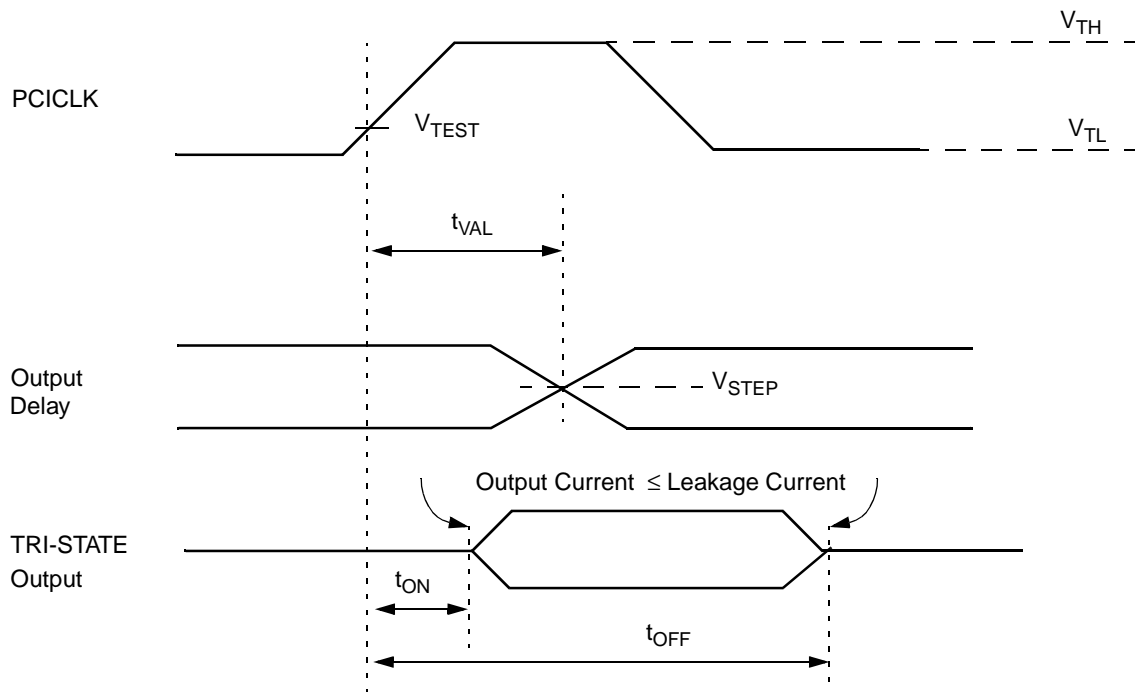 V_TH
PCICLK
V_TEST
V_TL
t_VAL
Output
Delay
V_STEP
Output Current ≤ Leakage Current
TRI-STATE
Output
t_ON
t_OFF